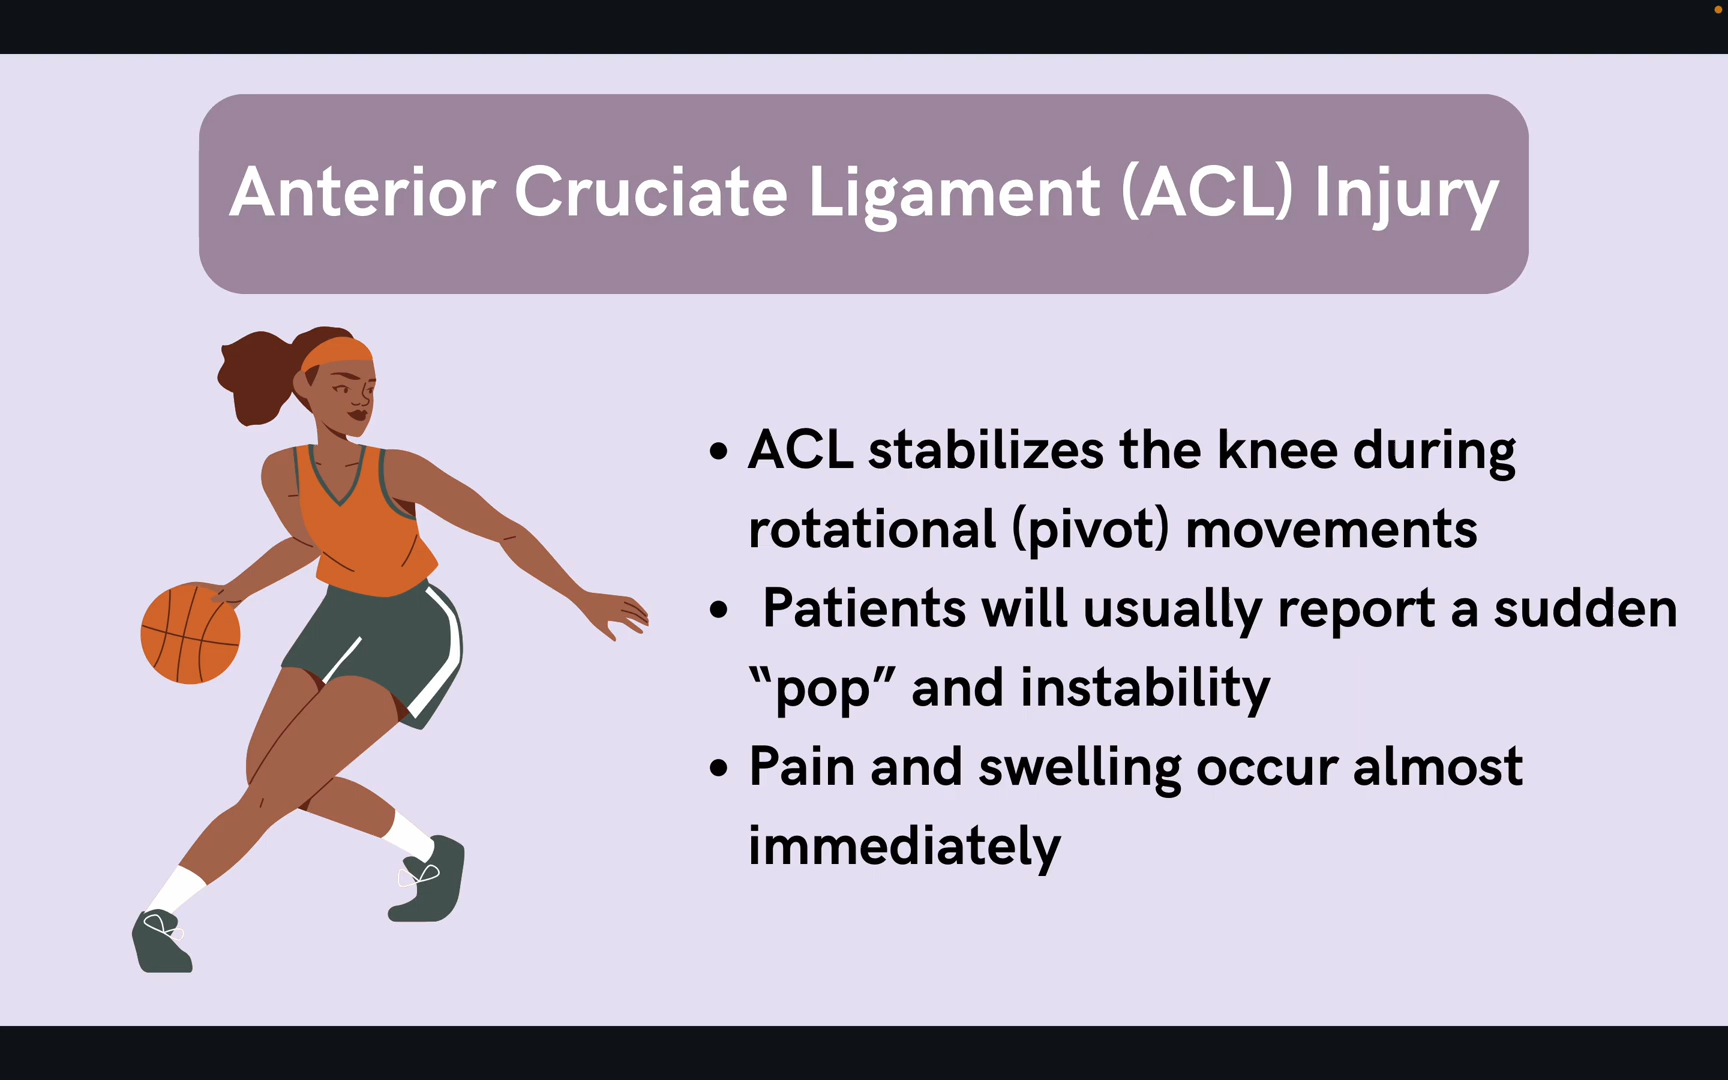 Anterior Cruciate Ligament (ACL) Injury
• ACL stabilizes the knee during
rotational (pivot) movements
• Patients will usually report a sudden
“pop” and instability
• Pain and swelling occur almost
immediately